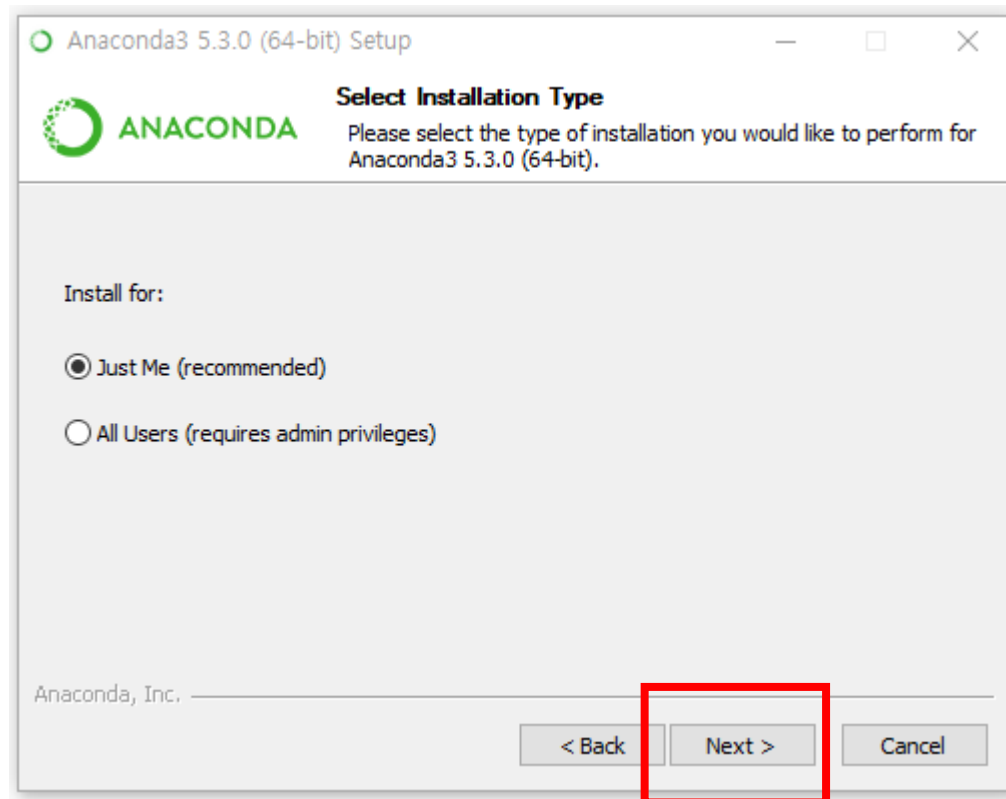 Anaconda3 5.3.0 (64-bit) Setup
ANACONDA
Select Installation Type
Please select the type of installation you would like to perform for
Anaconda3 5.3.0 (64-bit).
Install for:
Just Me (recommended)
All Users (requires admin privileges)
Anaconda, Inc.
< Back Next > Cancel